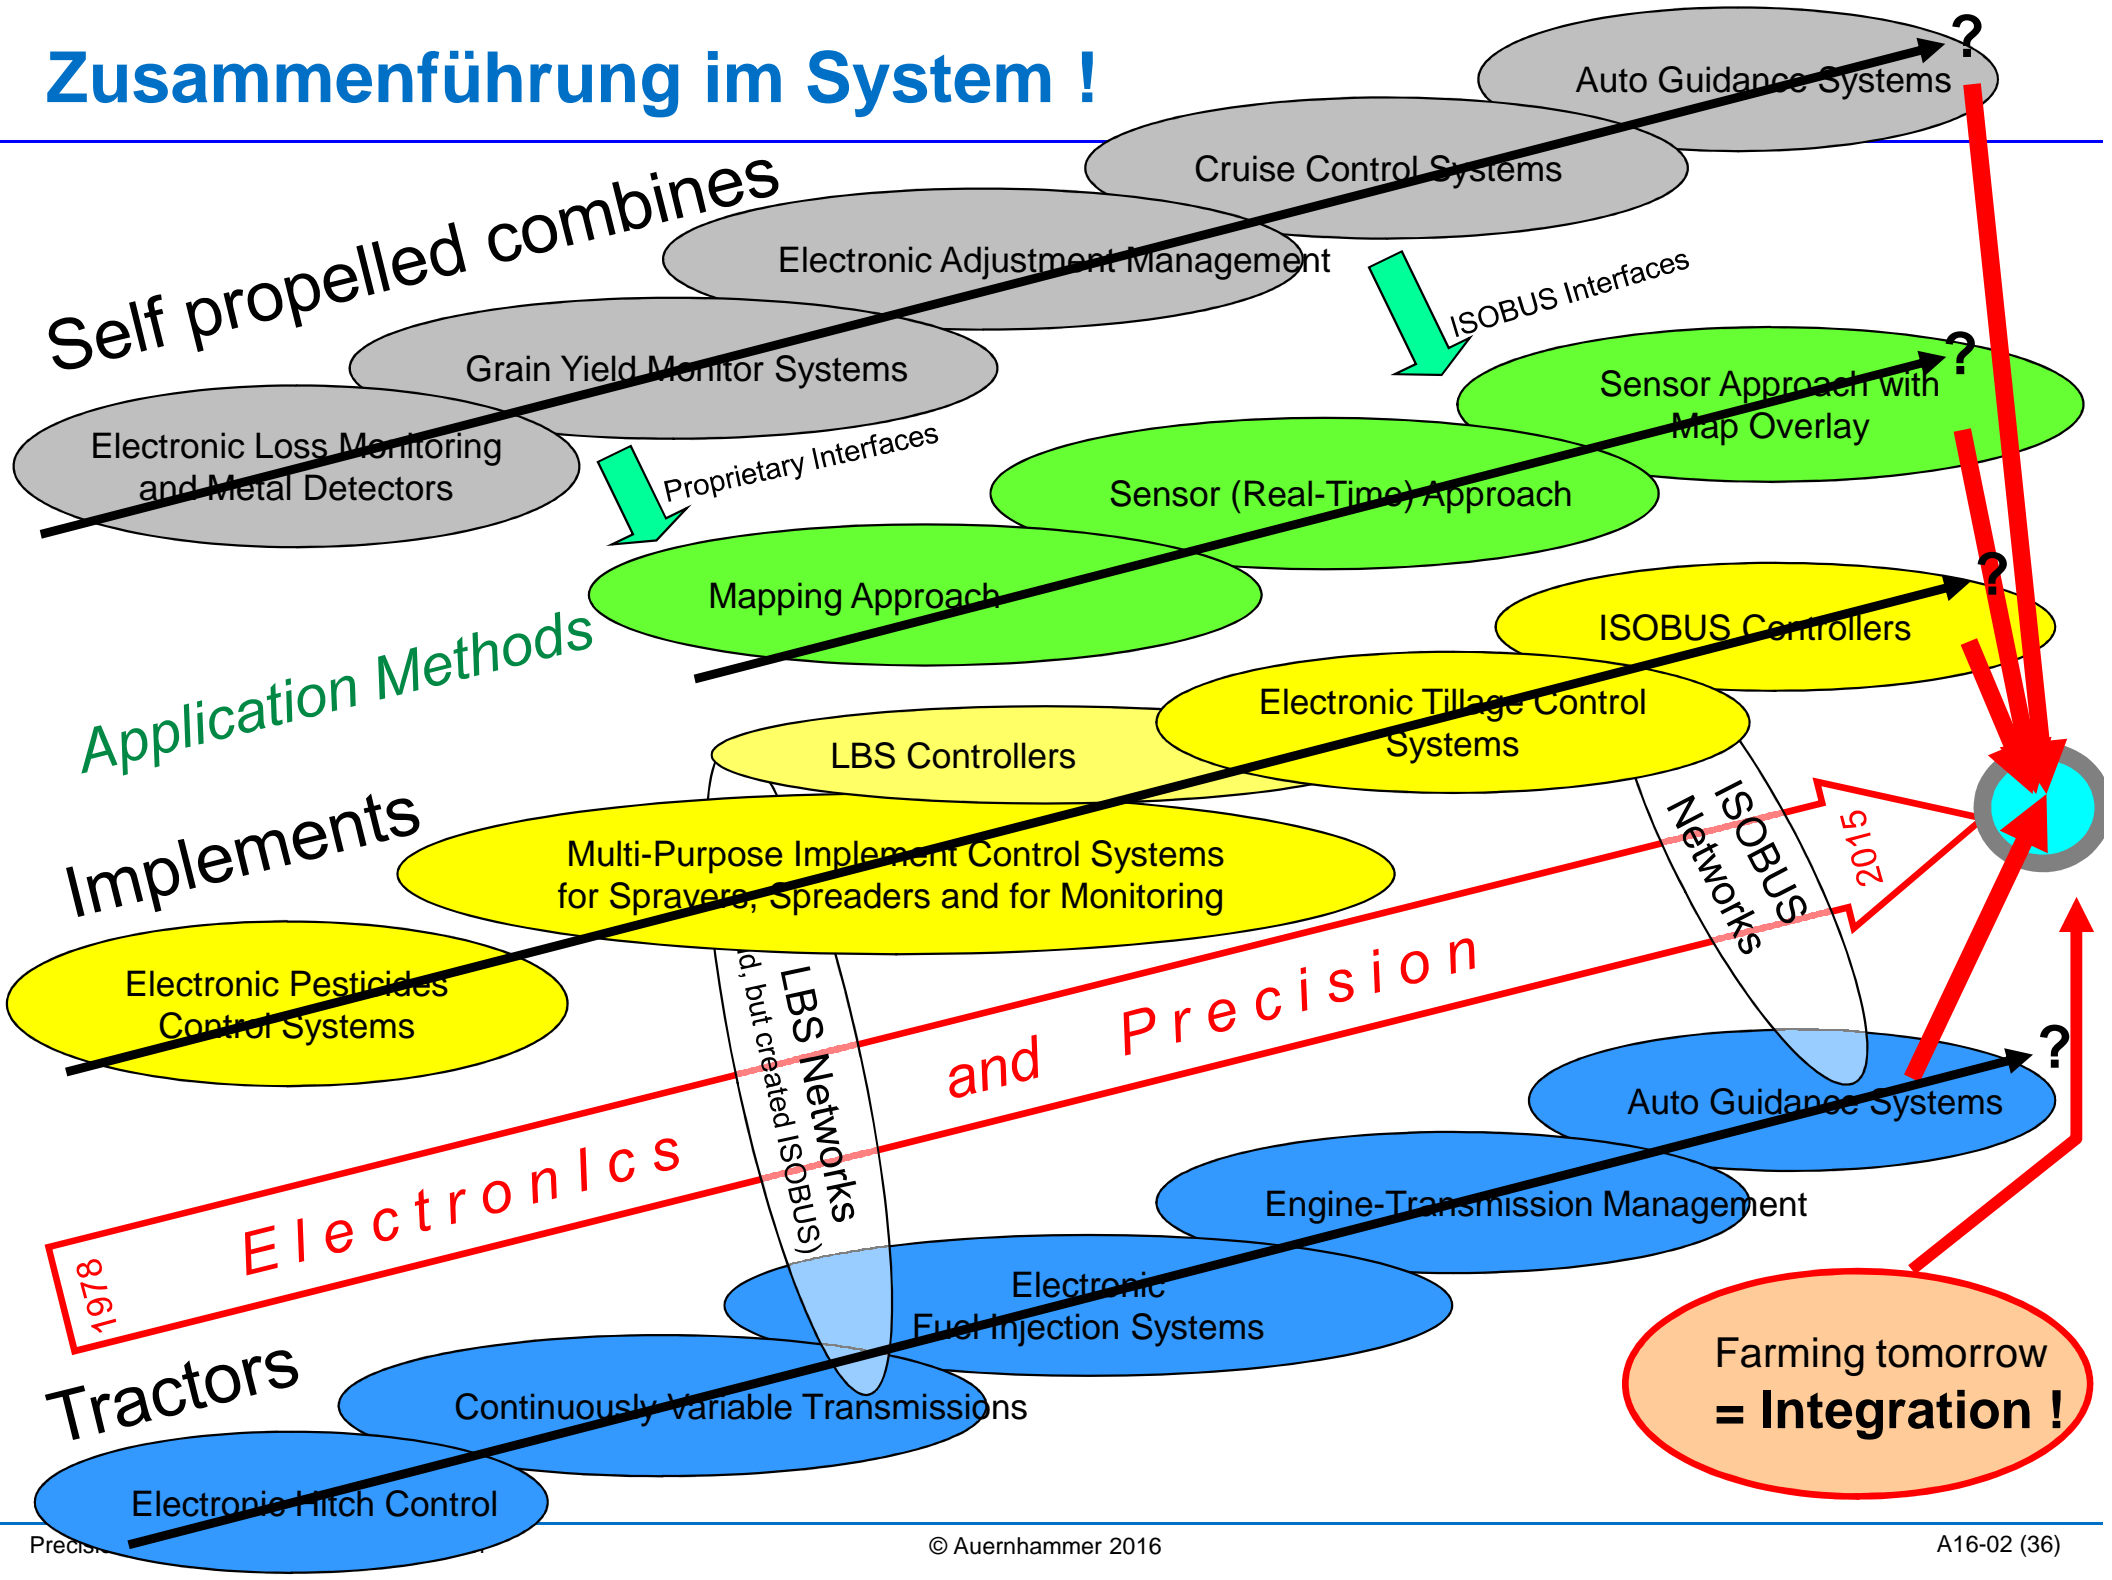 Zusammenführung im System !
?
Auto Guidance Systems
Cruise Control Systems
Self propelled combines
Electronic Adjustment Management
ISOBUS Interfaces
Grain Yield Monitor Systems
?
Sensor Approach with
Map Overlay
Electronic Loss Monitoring
and Metal Detectors
Proprietary Interfaces
Sensor (Real-Time) Approach
Mapping Approach
Application Methods
?
ISOBUS Controllers
Electronic Tillage Control
Systems
LBS Controllers
Implements
Multi-Purpose Implement Control Systems
for Sprayers, Spreaders and for Monitoring
ISOBUS
Networks
2015
Electronic Pesticides
Control Systems
LBS Networks
but created ISOBUS)
ElectronIcs and Precision
1978
?
Auto Guidance Systems
Engine-Transmission Management
Electronic
Fuel Injection Systems
Tractors
Continuously Variable Transmissions
Electronic Hitch Control
Farming tomorrow
= Integration !
© Auernhammer 2016
A16-02 (36)